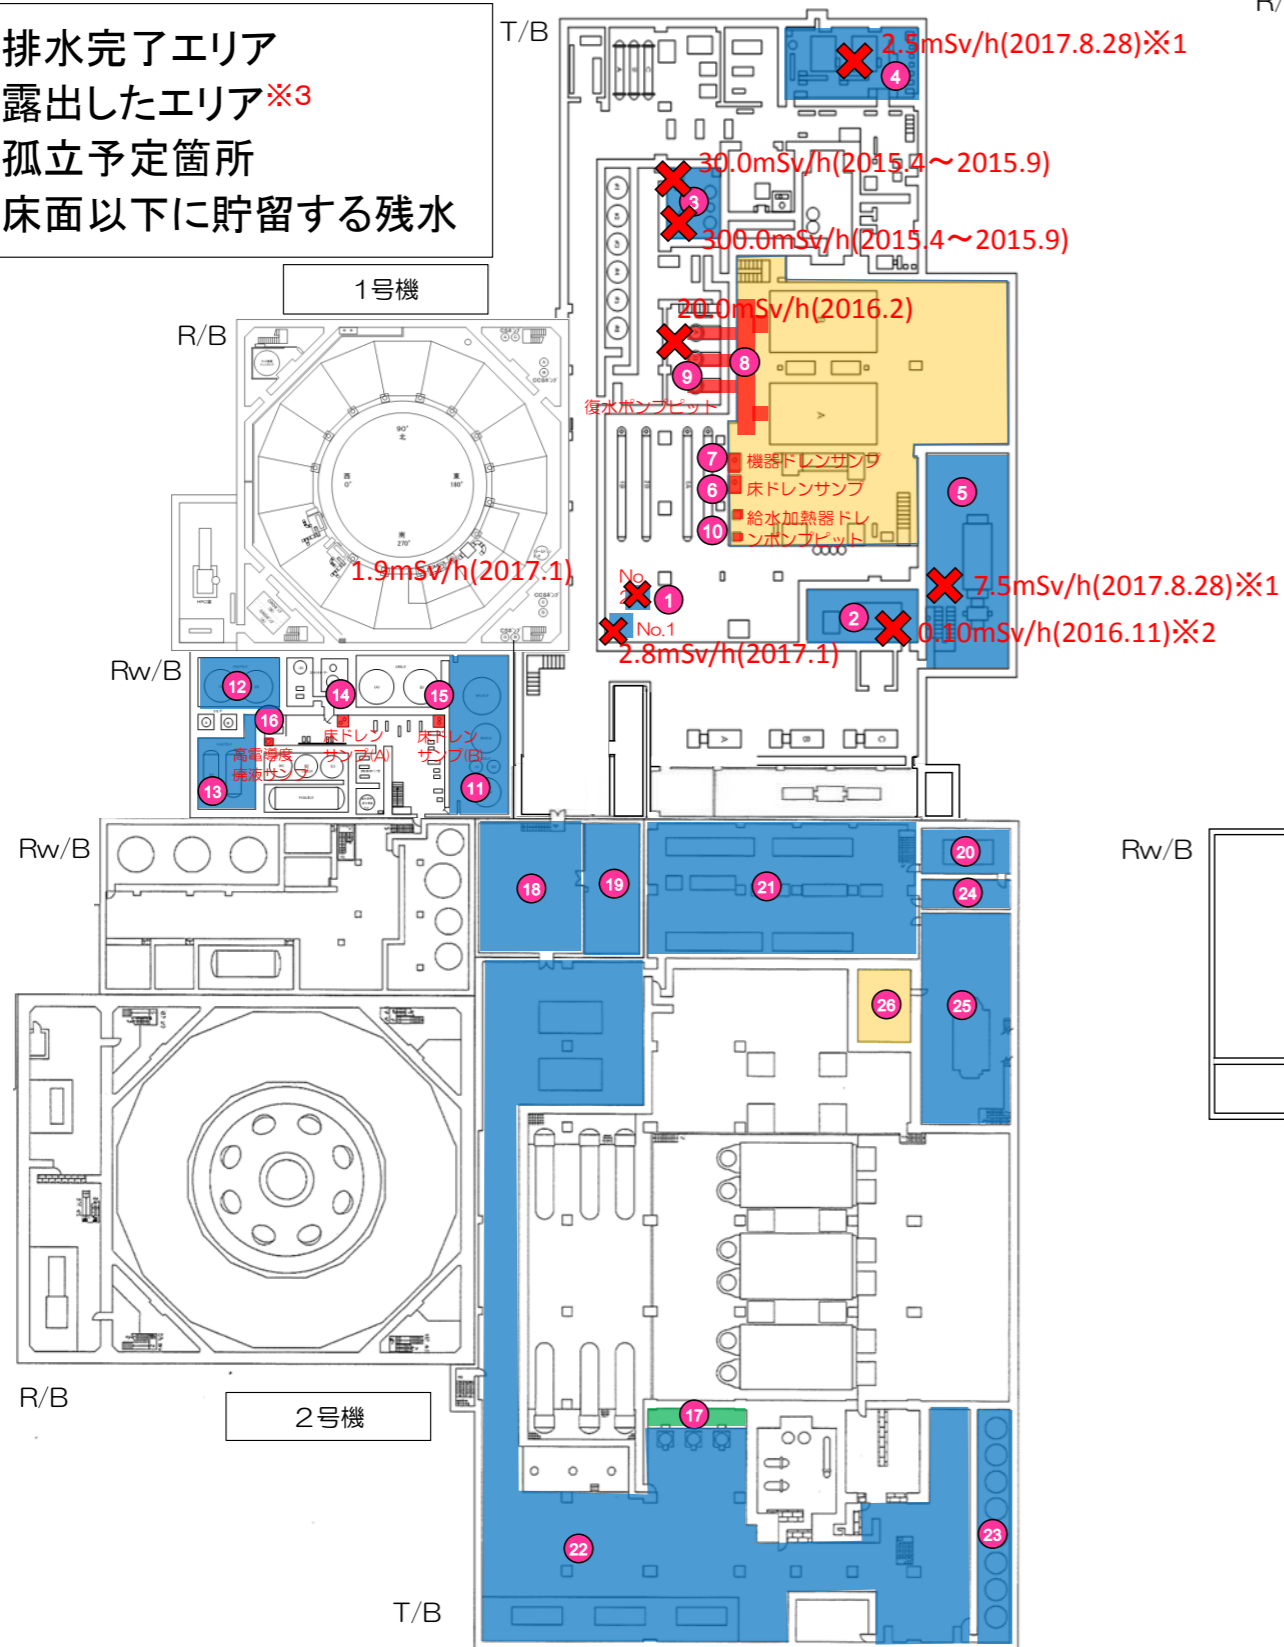 排水完了エリア
露出したエリア※3
孤立予定箇所
床面以下に貯留する残水
T/B
R/
2.5mSv/h(2017.8.28)※1
4
30.0mSv/h(2015.4～2015.9)
3
300.0mSv/h(2015.4～2015.9)
1号機
R/B
20.0mSv/h(2016.2)
8
9
復水ポンプピット
A
B
C
90°
北
西
0°
東
180°
南
270°
7
機器ドレンサンプ
6
床ドレンサンプ
5
10
給水加熱器ドレ
ンポンプピット
1.9mSv/h(2017.1)
No.
2
1
7.5mSv/h(2017.8.28)※1
No.1
2
0.10mSv/h(2016.11)※2
2.8mSv/h(2017.1)
Rw/B
12
14
15
16
床ドレン
サンプ(A)
床ドレン
サンプ(B)
高電導度
廃液サンプ
13
11
A
B
C
Rw/B
Rw/B
18
19
21
20
24
26
25
R/B
2号機
17
22
23
T/B